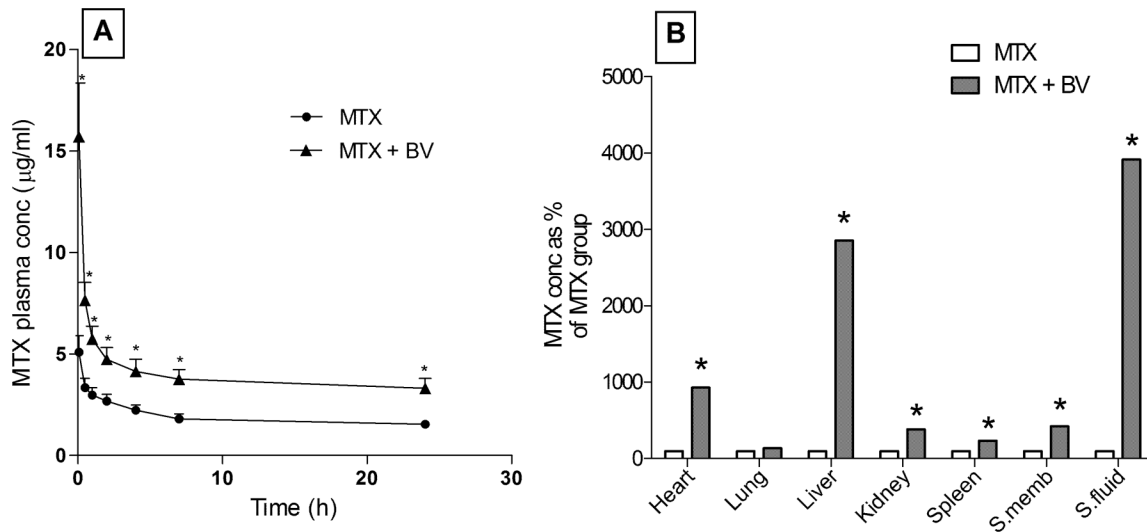 A
MTX plasma conc (μg/ml)
20
15
10
5
0
*
*
*
*
*
*
*
MTX
MTX + BV
0
10
20
30
Time (h)
B
MTX
MTX + BV
MTX conc as %
of MTX group
5000
4000
3000
2000
1000
0
*
*
*
*
*
*
Heart
Lung
Liver
Kidney
Spleen
S.memb
S.fluid